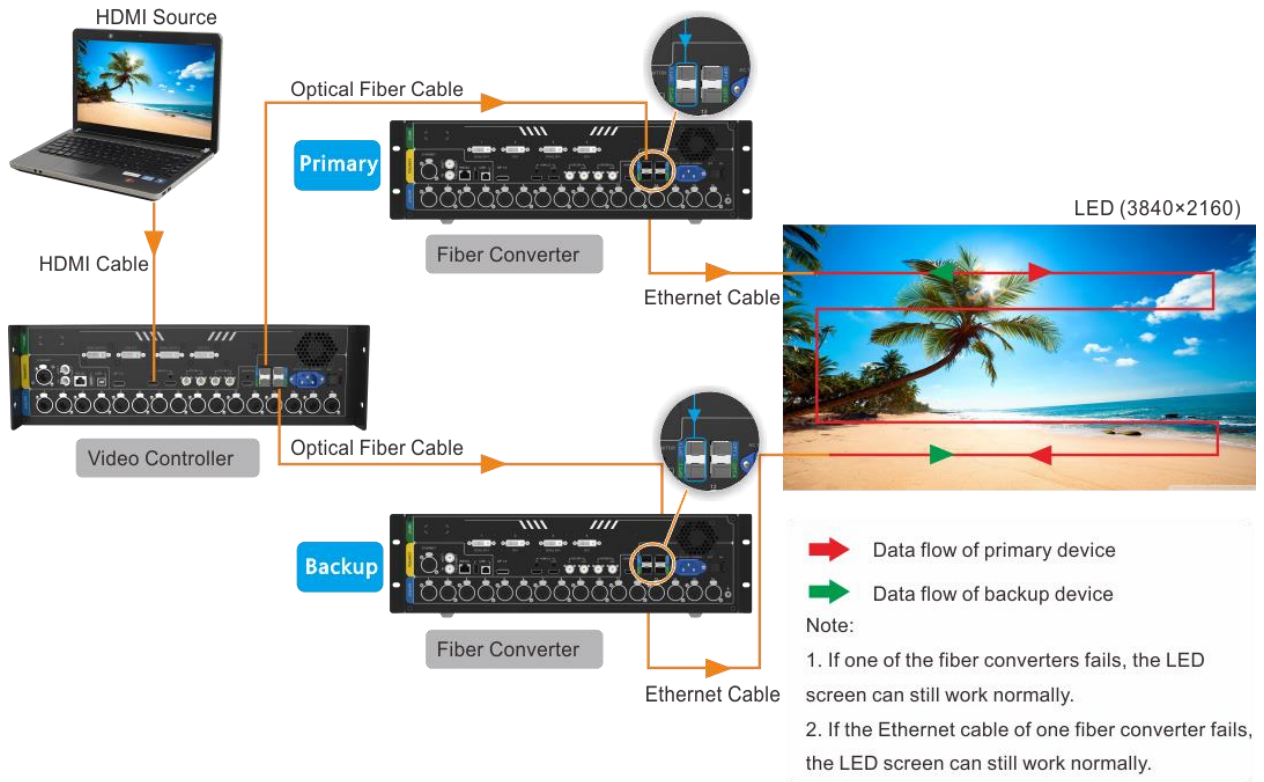 HDMI Source
Optical Fiber Cable
Primary
LED (3840×2160)
Fiber Converter
HDMI Cable
Ethernet Cable
Optical Fiber Cable
Video Controller
Data flow of primary device
Backup
Data flow of backup device
Note:
Fiber Converter
1. If one of the fiber converters fails, the LED
screen can still work normally.
Ethernet Cable
2. If the Ethernet cable of one fiber converter fails,
the LED screen can still work normally.